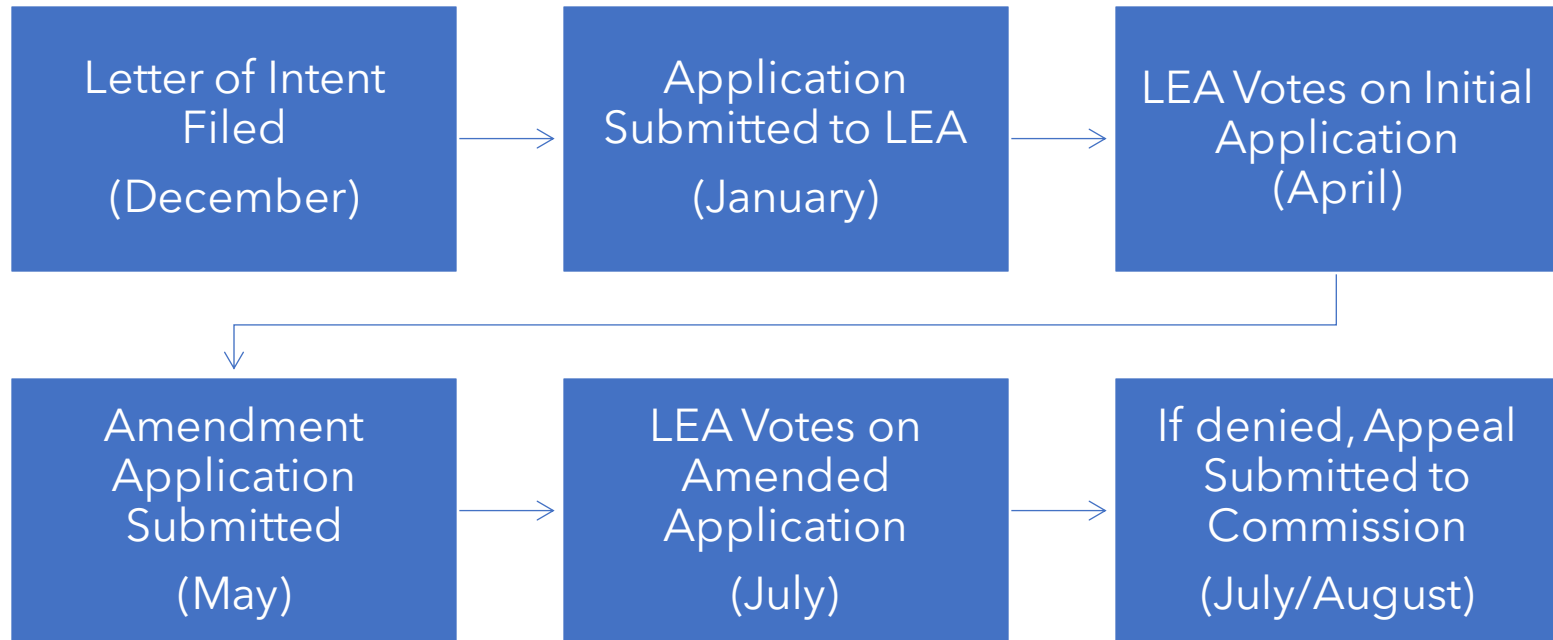 Letter of Intent
Filed
(December)
Application
Submitted to LEA
(January)
LEA Votes on Initial
Application
(April)
Amendment
Application
Submitted
(May)
LEA Votes on
Amended
Application
(July)
If denied, Appeal
Submitted to
Commission
(July/August)